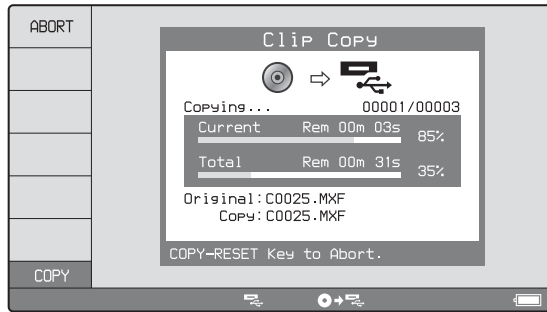 ABORT
Clip Copy
Copying... 00001/00003
Current Rem 00m 03s 85%
Total Rem 00m 31s 35%
Original:C0025.MXF
Copy:C0025.MXF
COPY-RESET Key to Abort.
COPY